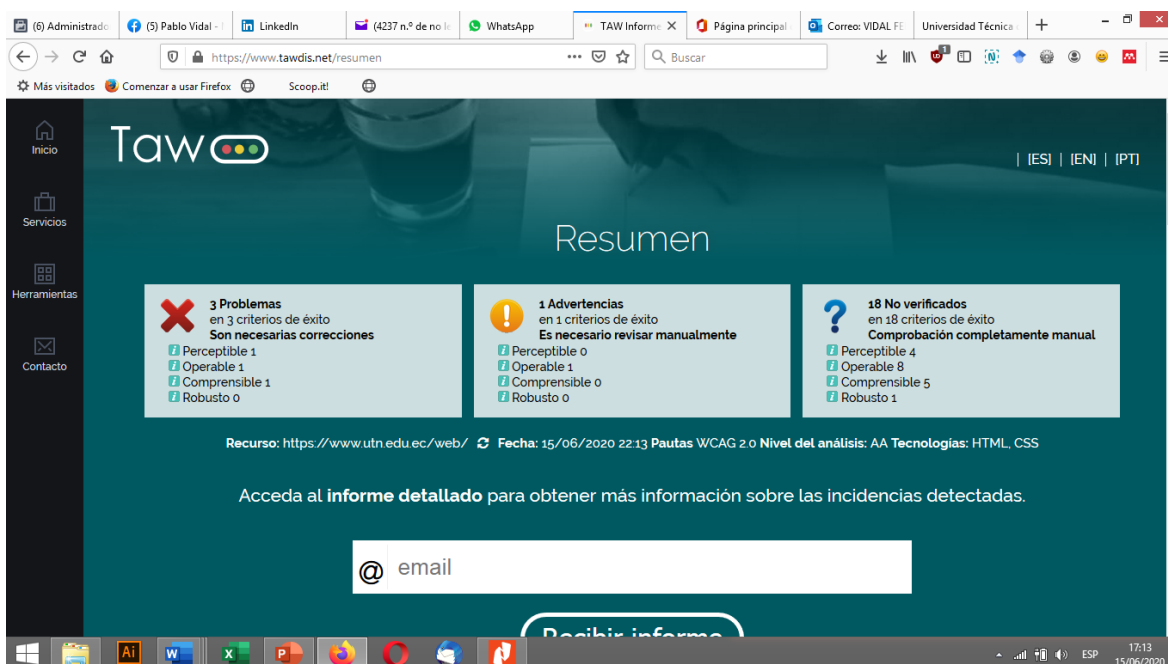 (6) Administrado
(5) Pablo Vidal -
LinkedIn
(4237 n.º de no le
WhatsApp
TAW Informe
Página principal
Correo: VIDAL FE
Universidad Técnica
https://www.tawdis.net/resumen
Buscar
Más visitados
Comenzar a usar Firefox
Scoop.it!
Inicio
Servicios
Herramientas
Contacto
Taw
| [ES] | [EN] | [PT]
Resumen
3 Problemas
en 3 criterios de éxito
Son necesarias correcciones
Perceptible 1
Operable 1
Comprensible 1
Robusto 0
1 Advertencias
en 1 criterios de éxito
Es necesario revisar manualmente
Perceptible 0
Operable 1
Comprensible 0
Robusto 0
18 No verificados
en 18 criterios de éxito
Comprobación completamente manual
Perceptible 4
Operable 8
Comprensible 5
Robusto 1
Recurso: https://www.utn.edu.ec/web/ Fecha: 15/06/2020 22:13 Pautas WCAG 2.0 Nivel del análisis: AA Tecnologías: HTML, CSS
Acceda al informe detallado para obtener más información sobre las incidencias detectadas.
@ email
Recibir informe
ESP
17:13
15/06/2020